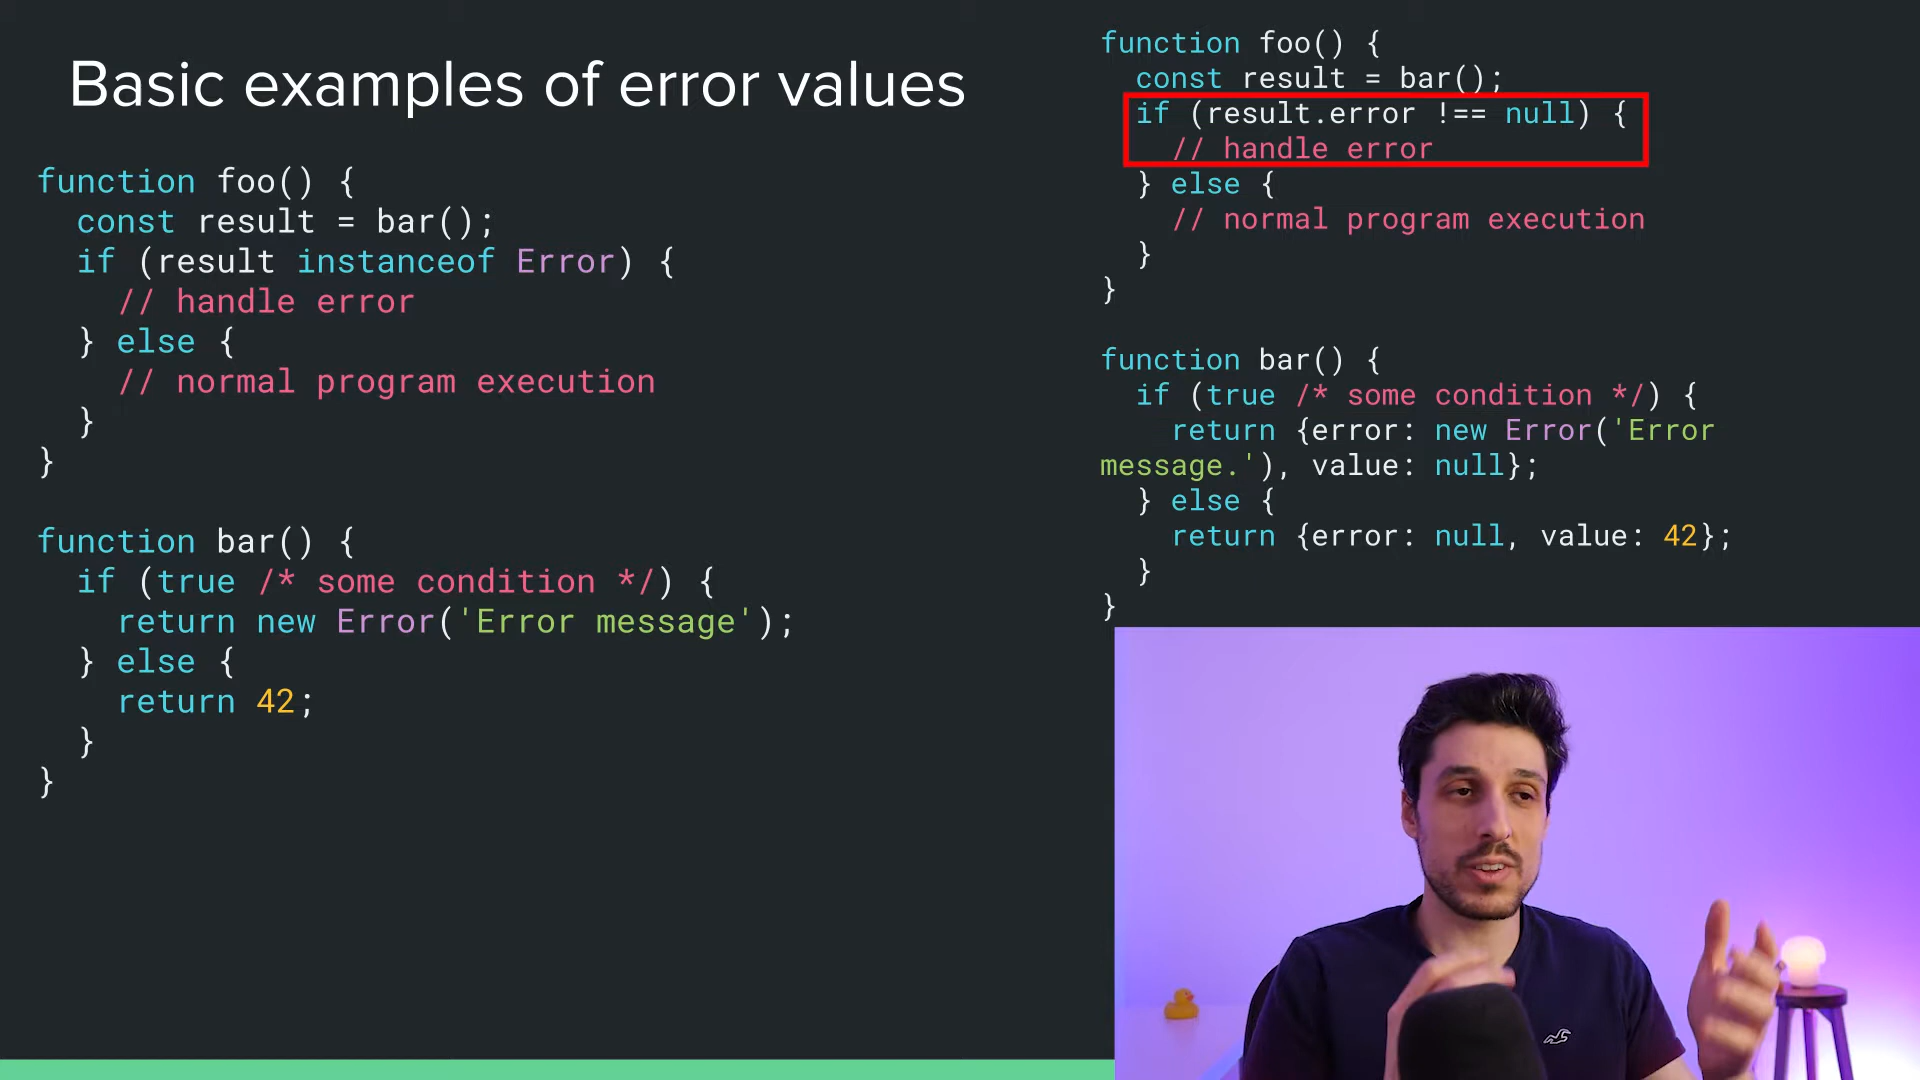 Basic examples of error values
function foo() {
  const result = bar();
  if (result instanceof Error) {
    // handle error
  } else {
    // normal program execution
  }
}

function bar() {
  if (true /* some condition */) {
    return new Error('Error message');
  } else {
    return 42;
  }
}
function foo() {
  const result = bar();
  if (result.error !== null) {
    // handle error
  } else {
    // normal program execution
  }
}

function bar() {
  if (true /* some condition */) {
    return {error: new Error('Error
message.'), value: null};
  } else {
    return {error: null, value: 42};
  }
}